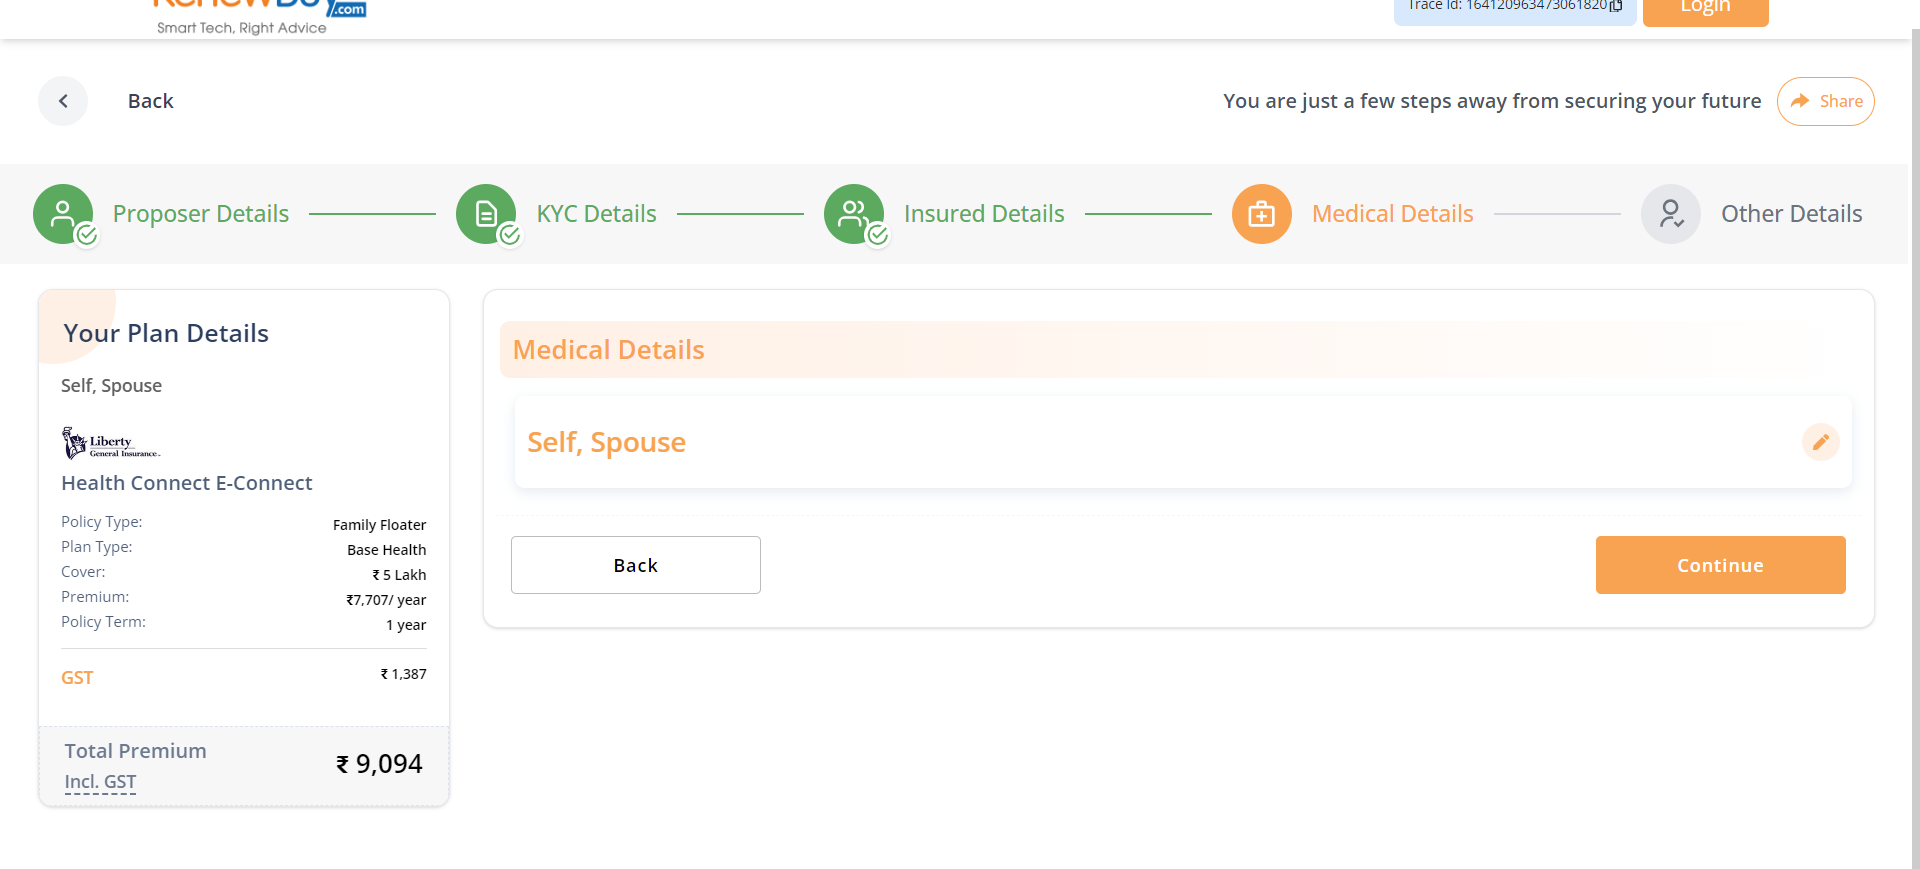 RenewBuy.com
Smart Tech, Right Advice
Trace Id: 164120963473061820
Login
Back
You are just a few steps away from securing your future
Share
Proposer Details
KYC Details
Insured Details
Medical Details
Other Details
Your Plan Details
Self, Spouse
Liberty
General Insurance
Health Connect E-Connect
Policy Type: Family Floater
Plan Type: Base Health
Cover: ₹ 5 Lakh
Premium: ₹7,707/ year
Policy Term: 1 year
GST ₹ 1,387
Total Premium
Incl. GST
₹ 9,094
Medical Details
Self, Spouse
Back
Continue